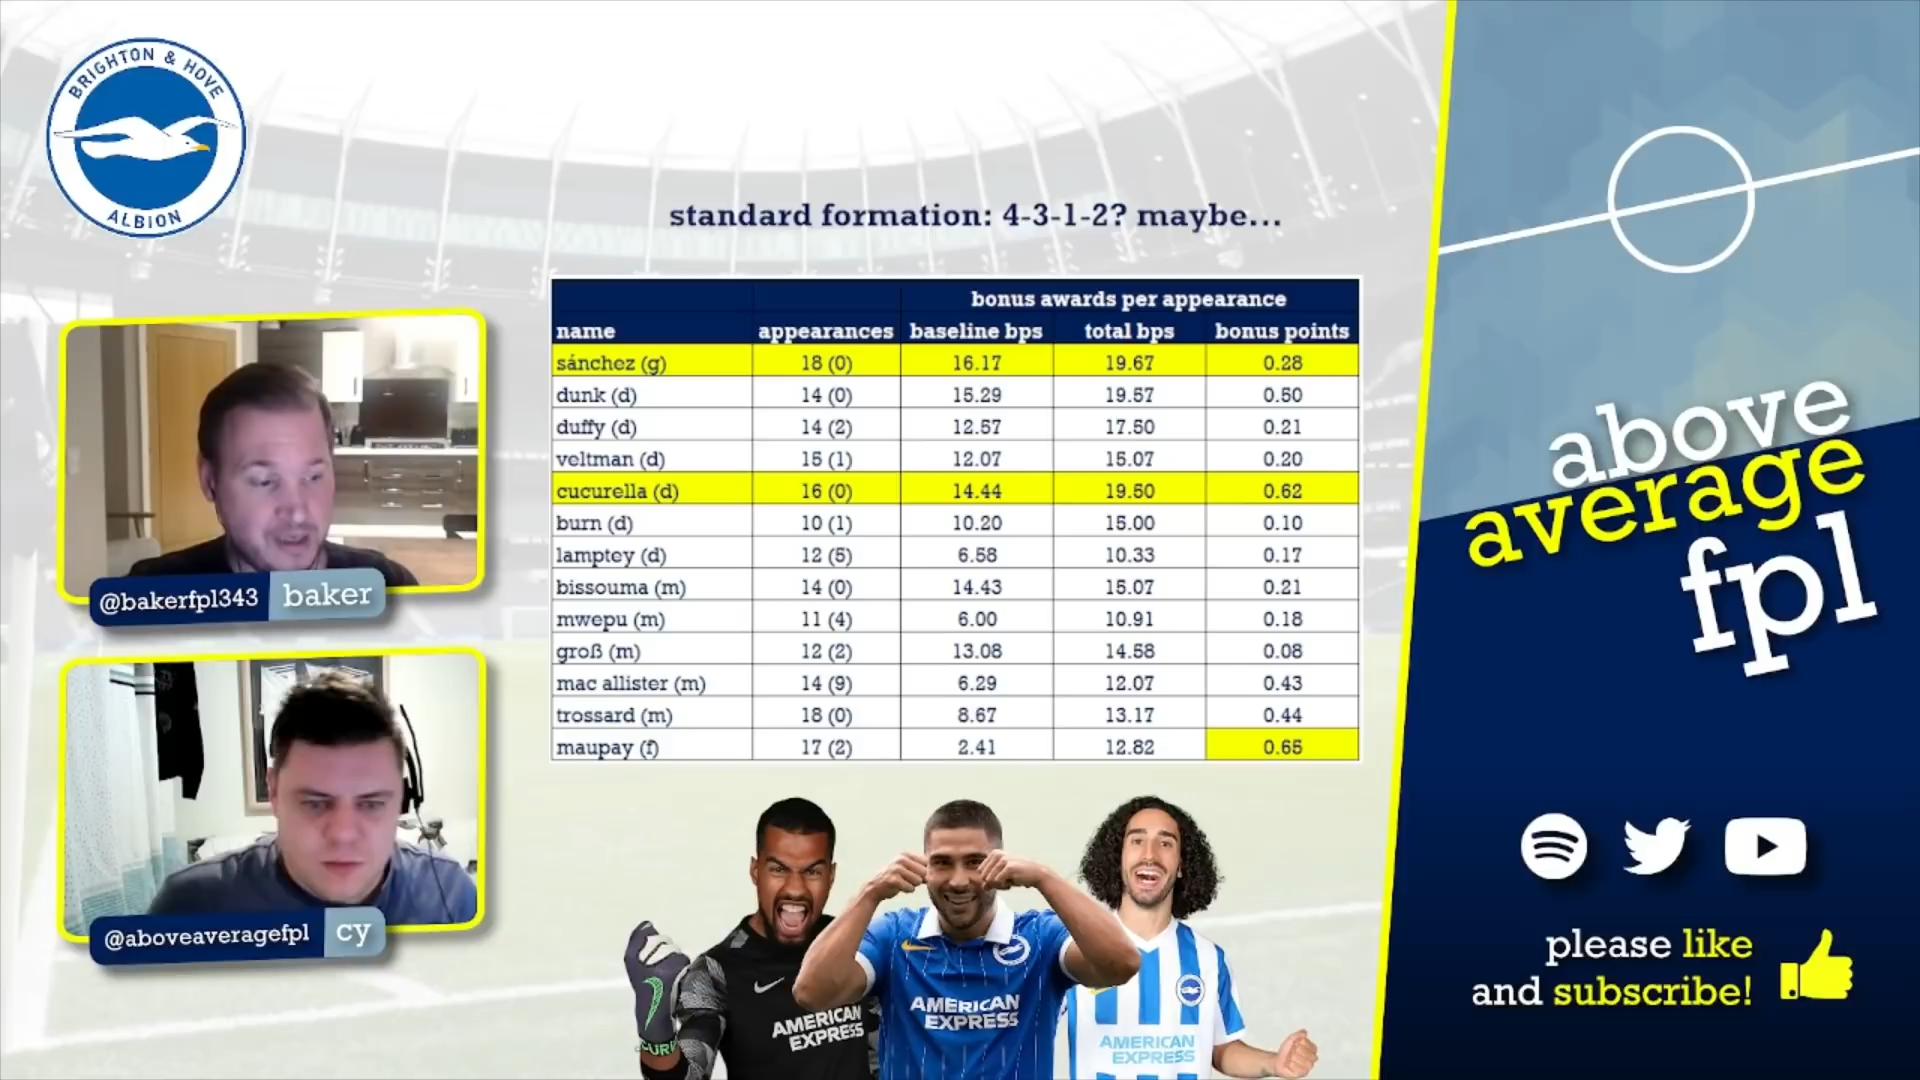 BRIGHTON & HOVE
ALBION
standard formation: 4-3-1-2? maybe...
bonus awards per appearance
name appearances baseline bps total bps bonus points
sánchez (g) 18 (0) 16.17 19.67 0.28
dunk (d) 14 (0) 15.29 19.57 0.50
duffy (d) 14 (2) 12.57 17.50 0.21
veltman (d) 15 (1) 12.07 15.07 0.20
cucurella (d) 16 (0) 14.44 19.50 0.62
burn (d) 10 (1) 10.20 15.00 0.10
lamptey (d) 12 (5) 6.58 10.33 0.17
bissouma (m) 14 (0) 14.43 15.07 0.21
mwepu (m) 11 (4) 6.00 10.91 0.18
groß (m) 12 (2) 13.08 14.58 0.08
mac allister (m) 14 (9) 6.29 12.07 0.43
trossard (m) 18 (0) 8.67 13.17 0.44
maupay (f) 17 (2) 2.41 12.82 0.65
@bakerfpl343 baker
@aboveaveragefpl cy
above
average
fpl
please like
and subscribe!
AMERICAN
EXPRESS
AMERICAN
EXPRESS
AMERICAN
EXPRESS